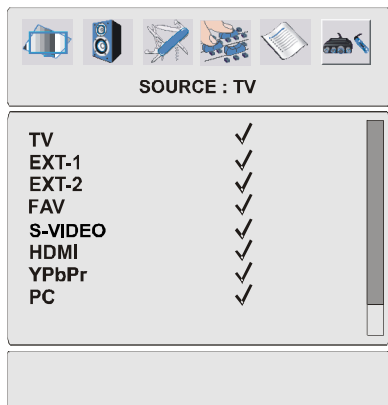 SOURCE : TV
TV ✓
EXT-1 ✓
EXT-2 ✓
FAV ✓
S-VIDEO ✓
HDMI ✓
YPbPr ✓
PC ✓